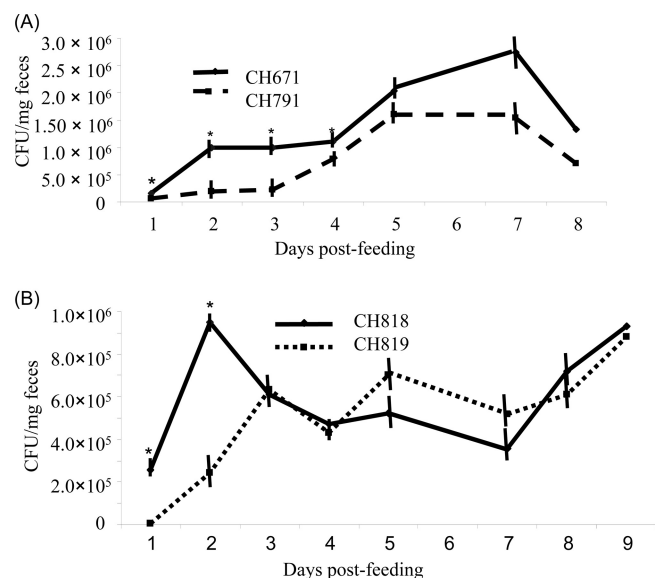 (A)
CFU/mg feces
3.0 × 10⁶
2.5 × 10⁶
2.0 × 10⁶
1.50 × 10⁶
1.0 × 10⁶
5.0 × 10⁵
0
CH671
CH791
* * * *
1 2 3 4 5 6 7 8
Days post-feeding
(B)
CFU/mg feces
1.0×10⁶
8.0×10⁵
6.0×10⁵
4.0×10⁵
2.0×10⁵
0
CH818
CH819
* *
1 2 3 4 5 6 7 8 9
Days post-feeding